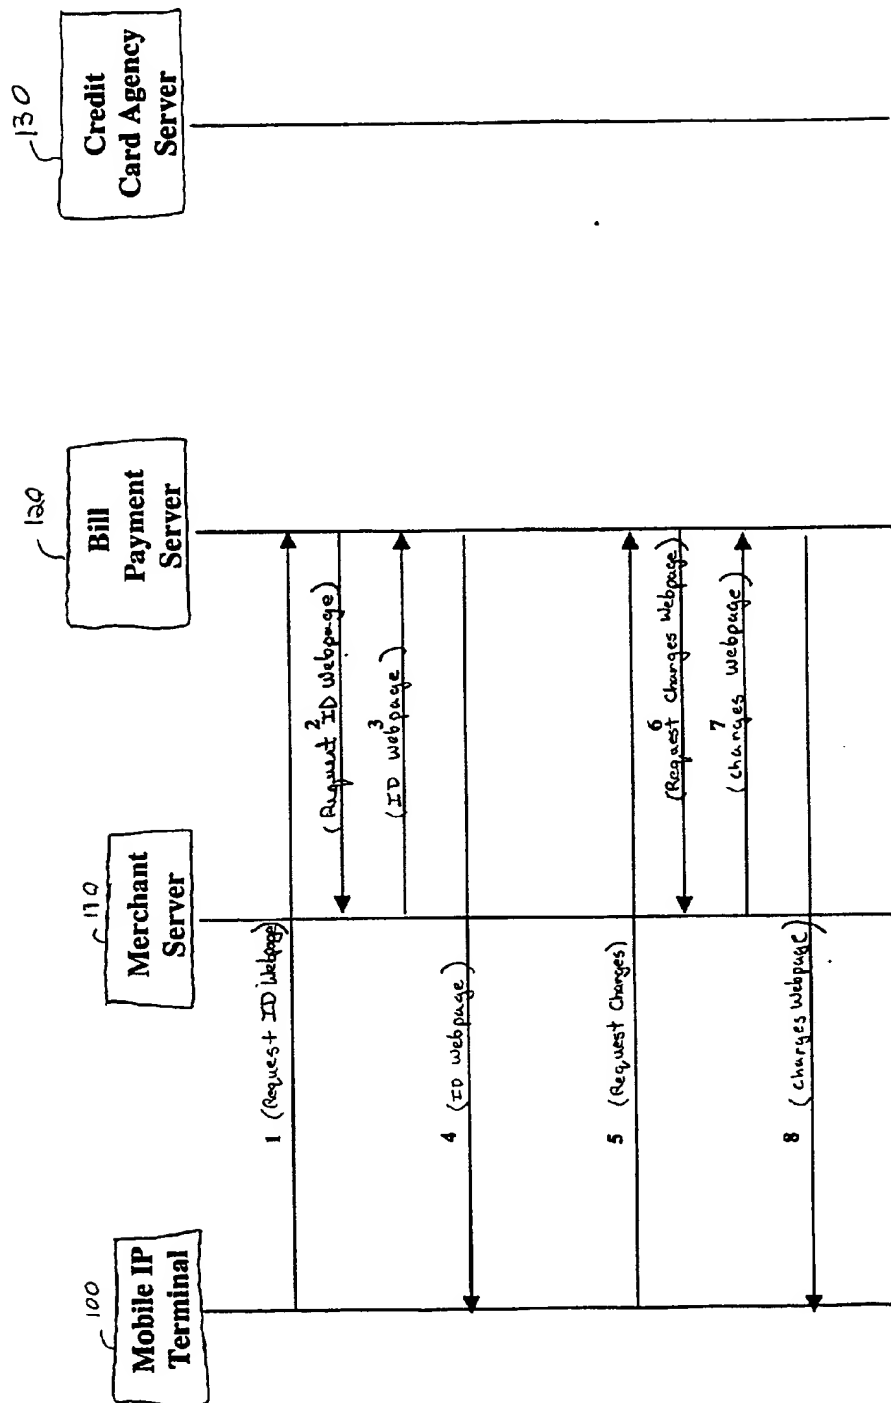 100
Mobile IP
Terminal
110
Merchant
Server
120
Bill
Payment
Server
130
Credit
Card Agency
Server
1 (Request ID Webpage)
2
(Request ID Webpage)
3
(ID Webpage)
4 (ID Webpage)
5 (Request Charges)
6
(Request Charges Webpage)
7
(charges Webpage)
8 (charges Webpage)